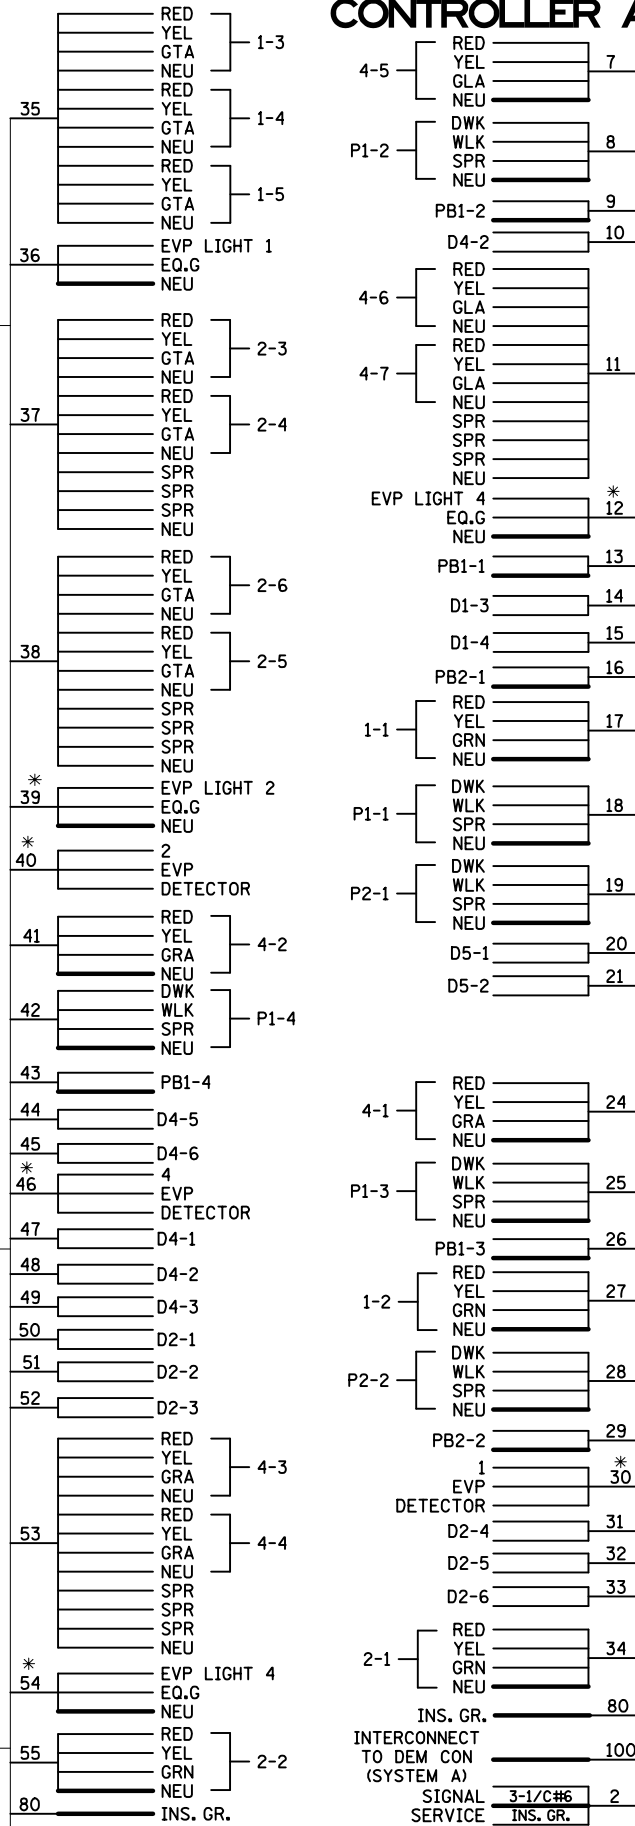 CONTROLLER A
35
RED
YEL
GTA
NEU
1-3
RED
YEL
GTA
NEU
1-4
RED
YEL
GTA
NEU
1-5
36
EVP LIGHT 1
EQ.G
NEU
37
RED
YEL
GTA
NEU
2-3
RED
YEL
GTA
NEU
2-4
SPR
SPR
SPR
NEU
38
RED
YEL
GTA
NEU
2-6
RED
YEL
GTA
NEU
2-5
SPR
SPR
SPR
NEU
*
39
EVP LIGHT 2
EQ.G
NEU
*
40
2
EVP
DETECTOR
41
RED
YEL
GRA
NEU
4-2
42
DWK
WLK
SPR
NEU
P1-4
43
PB1-4
44
D4-5
45
D4-6
*
46
4
EVP
DETECTOR
47
D4-1
48
D4-2
49
D4-3
50
D2-1
51
D2-2
52
D2-3
53
RED
YEL
GRA
NEU
4-3
RED
YEL
GRA
NEU
4-4
SPR
SPR
SPR
NEU
*
54
EVP LIGHT 4
EQ.G
NEU
55
RED
YEL
GRN
NEU
2-2
80
INS. GR.
4-5
RED
YEL
GLA
NEU
7
P1-2
DWK
WLK
SPR
NEU
8
PB1-2
9
D4-2
10
4-6
RED
YEL
GLA
NEU
4-7
RED
YEL
GLA
NEU
SPR
SPR
SPR
NEU
11
EVP LIGHT 4
EQ.G
NEU
*
12
PB1-1
13
D1-3
14
D1-4
15
PB2-1
16
1-1
RED
YEL
GRN
NEU
17
P1-1
DWK
WLK
SPR
NEU
18
P2-1
DWK
WLK
SPR
NEU
19
D5-1
20
D5-2
21
4-1
RED
YEL
GRA
NEU
24
P1-3
DWK
WLK
SPR
NEU
25
PB1-3
26
1-2
RED
YEL
GRN
NEU
27
P2-2
DWK
WLK
SPR
NEU
28
PB2-2
29
1
EVP
DETECTOR
*
30
D2-4
31
D2-5
32
D2-6
33
2-1
RED
YEL
GRN
NEU
34
INS. GR.
80
INTERCONNECT
TO DEM CON
(SYSTEM A)
100
SIGNAL
SERVICE
3-1/C#6
INS. GR.
2